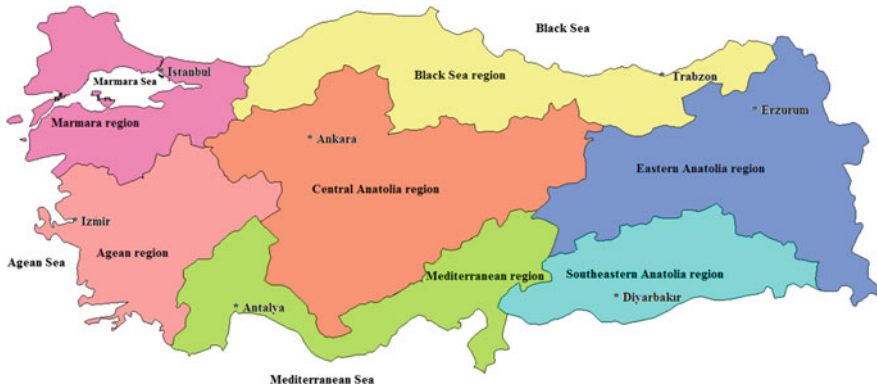 Black Sea
Istanbul
Marmara Sea
Black Sea region
Trabzon
Erzurum
Marmara region
Ankara
Eastern Anatolia region
Central Anatolia region
Izmir
Agean region
Agean Sea
Mediterranean region
Southeastern Anatolia region
Diyarbakır
Antalya
Mediterranean Sea